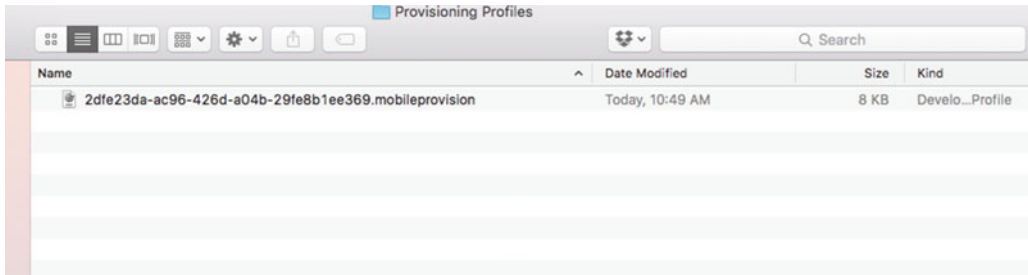 Provisioning Profiles
Search
Name Date Modified Size Kind
2dfe23da-ac96-426d-a04b-29fe8b1ee369.mobileprovision Today, 10:49 AM 8 KB Develo...Profile